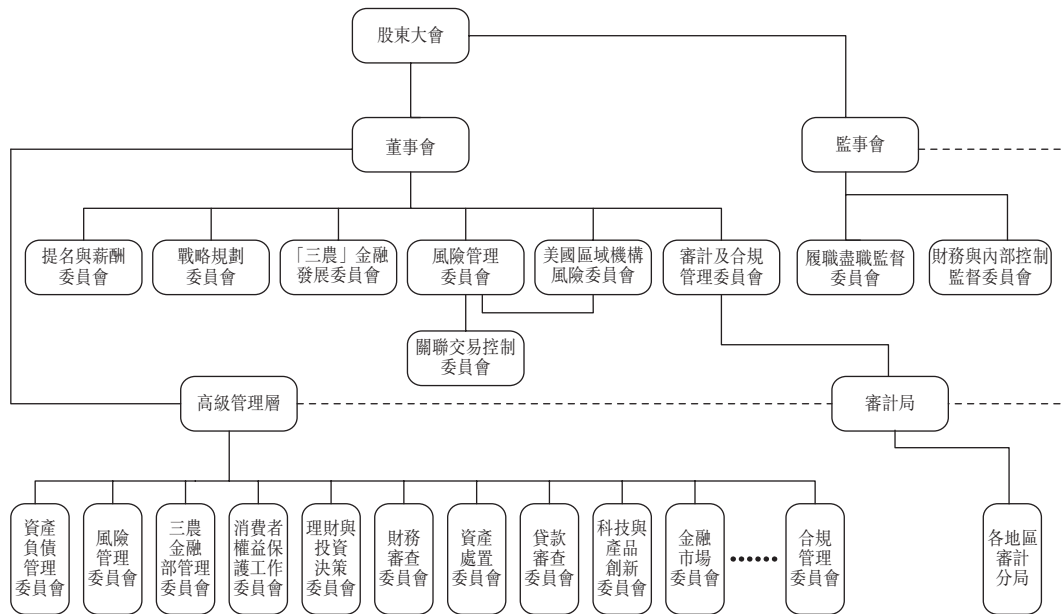 股東大會
董事會
監事會
提名與薪酬
委員會
戰略規劃
委員會
「三農」金融
發展委員會
風險管理
委員會
美國區域機構
風險委員會
審計及合規
管理委員會
履職盡職監督
委員會
財務與內部控制
監督委員會
關聯交易控制
委員會
高級管理層
審計局
資產
負債
管理
委員會
風險
管理
委員會
三農
金融
部管理
委員會
消費者
權益保
護工作
委員會
理財與
投資
決策
委員會
財務
審查
委員會
資產
處置
委員會
貸款
審查
委員會
科技與
產品
創新
委員會
金融
市場
委員會
••••••
合規
管理
委員會
各地區
審計
分局